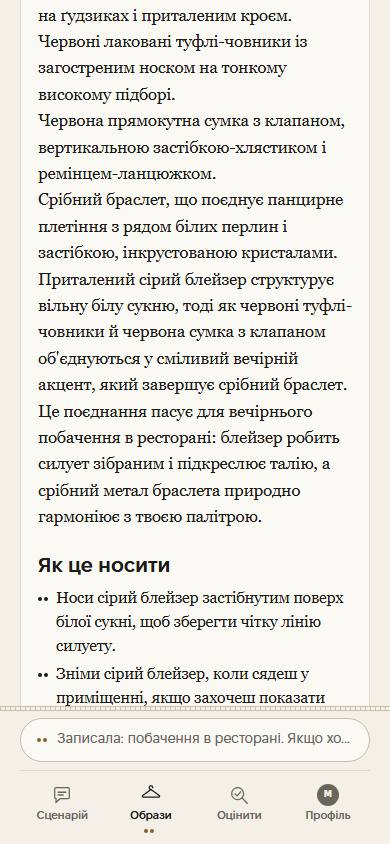 на ґудзиках і приталеним кроєм.
Червоні лаковані туфлі-човники із
загостреним носком на тонкому
високому підборі.
Червона прямокутна сумка з клапаном,
вертикальною застібкою-хлястиком і
ремінцем-ланцюжком.
Срібний браслет, що поєднує панцирне
плетіння з рядом білих перлин і
застібкою, інкрустованою кристалами.
Приталений сірий блейзер структурує
вільну білу сукню, тоді як червоні туфлі-
човники й червона сумка з клапаном
об'єднуються у сміливий вечірній
акцент, який завершує срібний браслет.
Це поєднання пасує для вечірнього
побачення в ресторані: блейзер робить
силует зібраним і підкреслює талію, а
срібний метал браслета природно
гармоніює з твоєю палітрою.
Як це носити
•• Носи сірий блейзер застібнутим поверх
білої сукні, щоб зберегти чітку лінію
силуету.
•• Зніми сірий блейзер, коли сядеш у
приміщенні, якщо захочеш показати
•• Записала: побачення в ресторані. Якщо хо...
Сценарій
Образи
Оцінити
М
Профіль